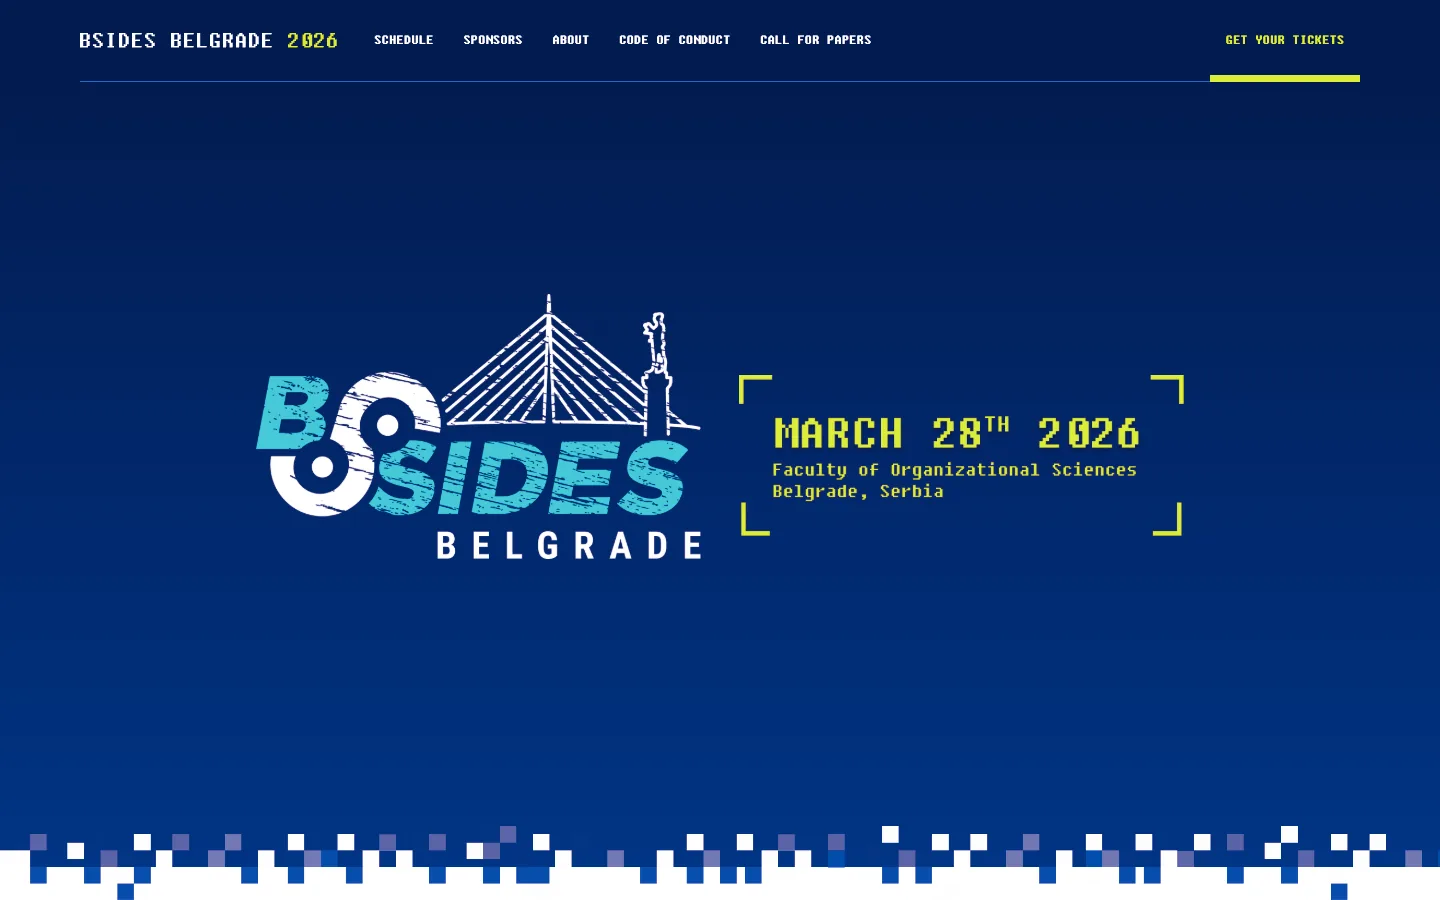 BSIDES BELGRADE 2026
SCHEDULE
SPONSORS
ABOUT
CODE OF CONDUCT
CALL FOR PAPERS
GET YOUR TICKETS
BSIDES
BELGRADE
MARCH 28TH 2026
Faculty of Organizational Sciences
Belgrade, Serbia